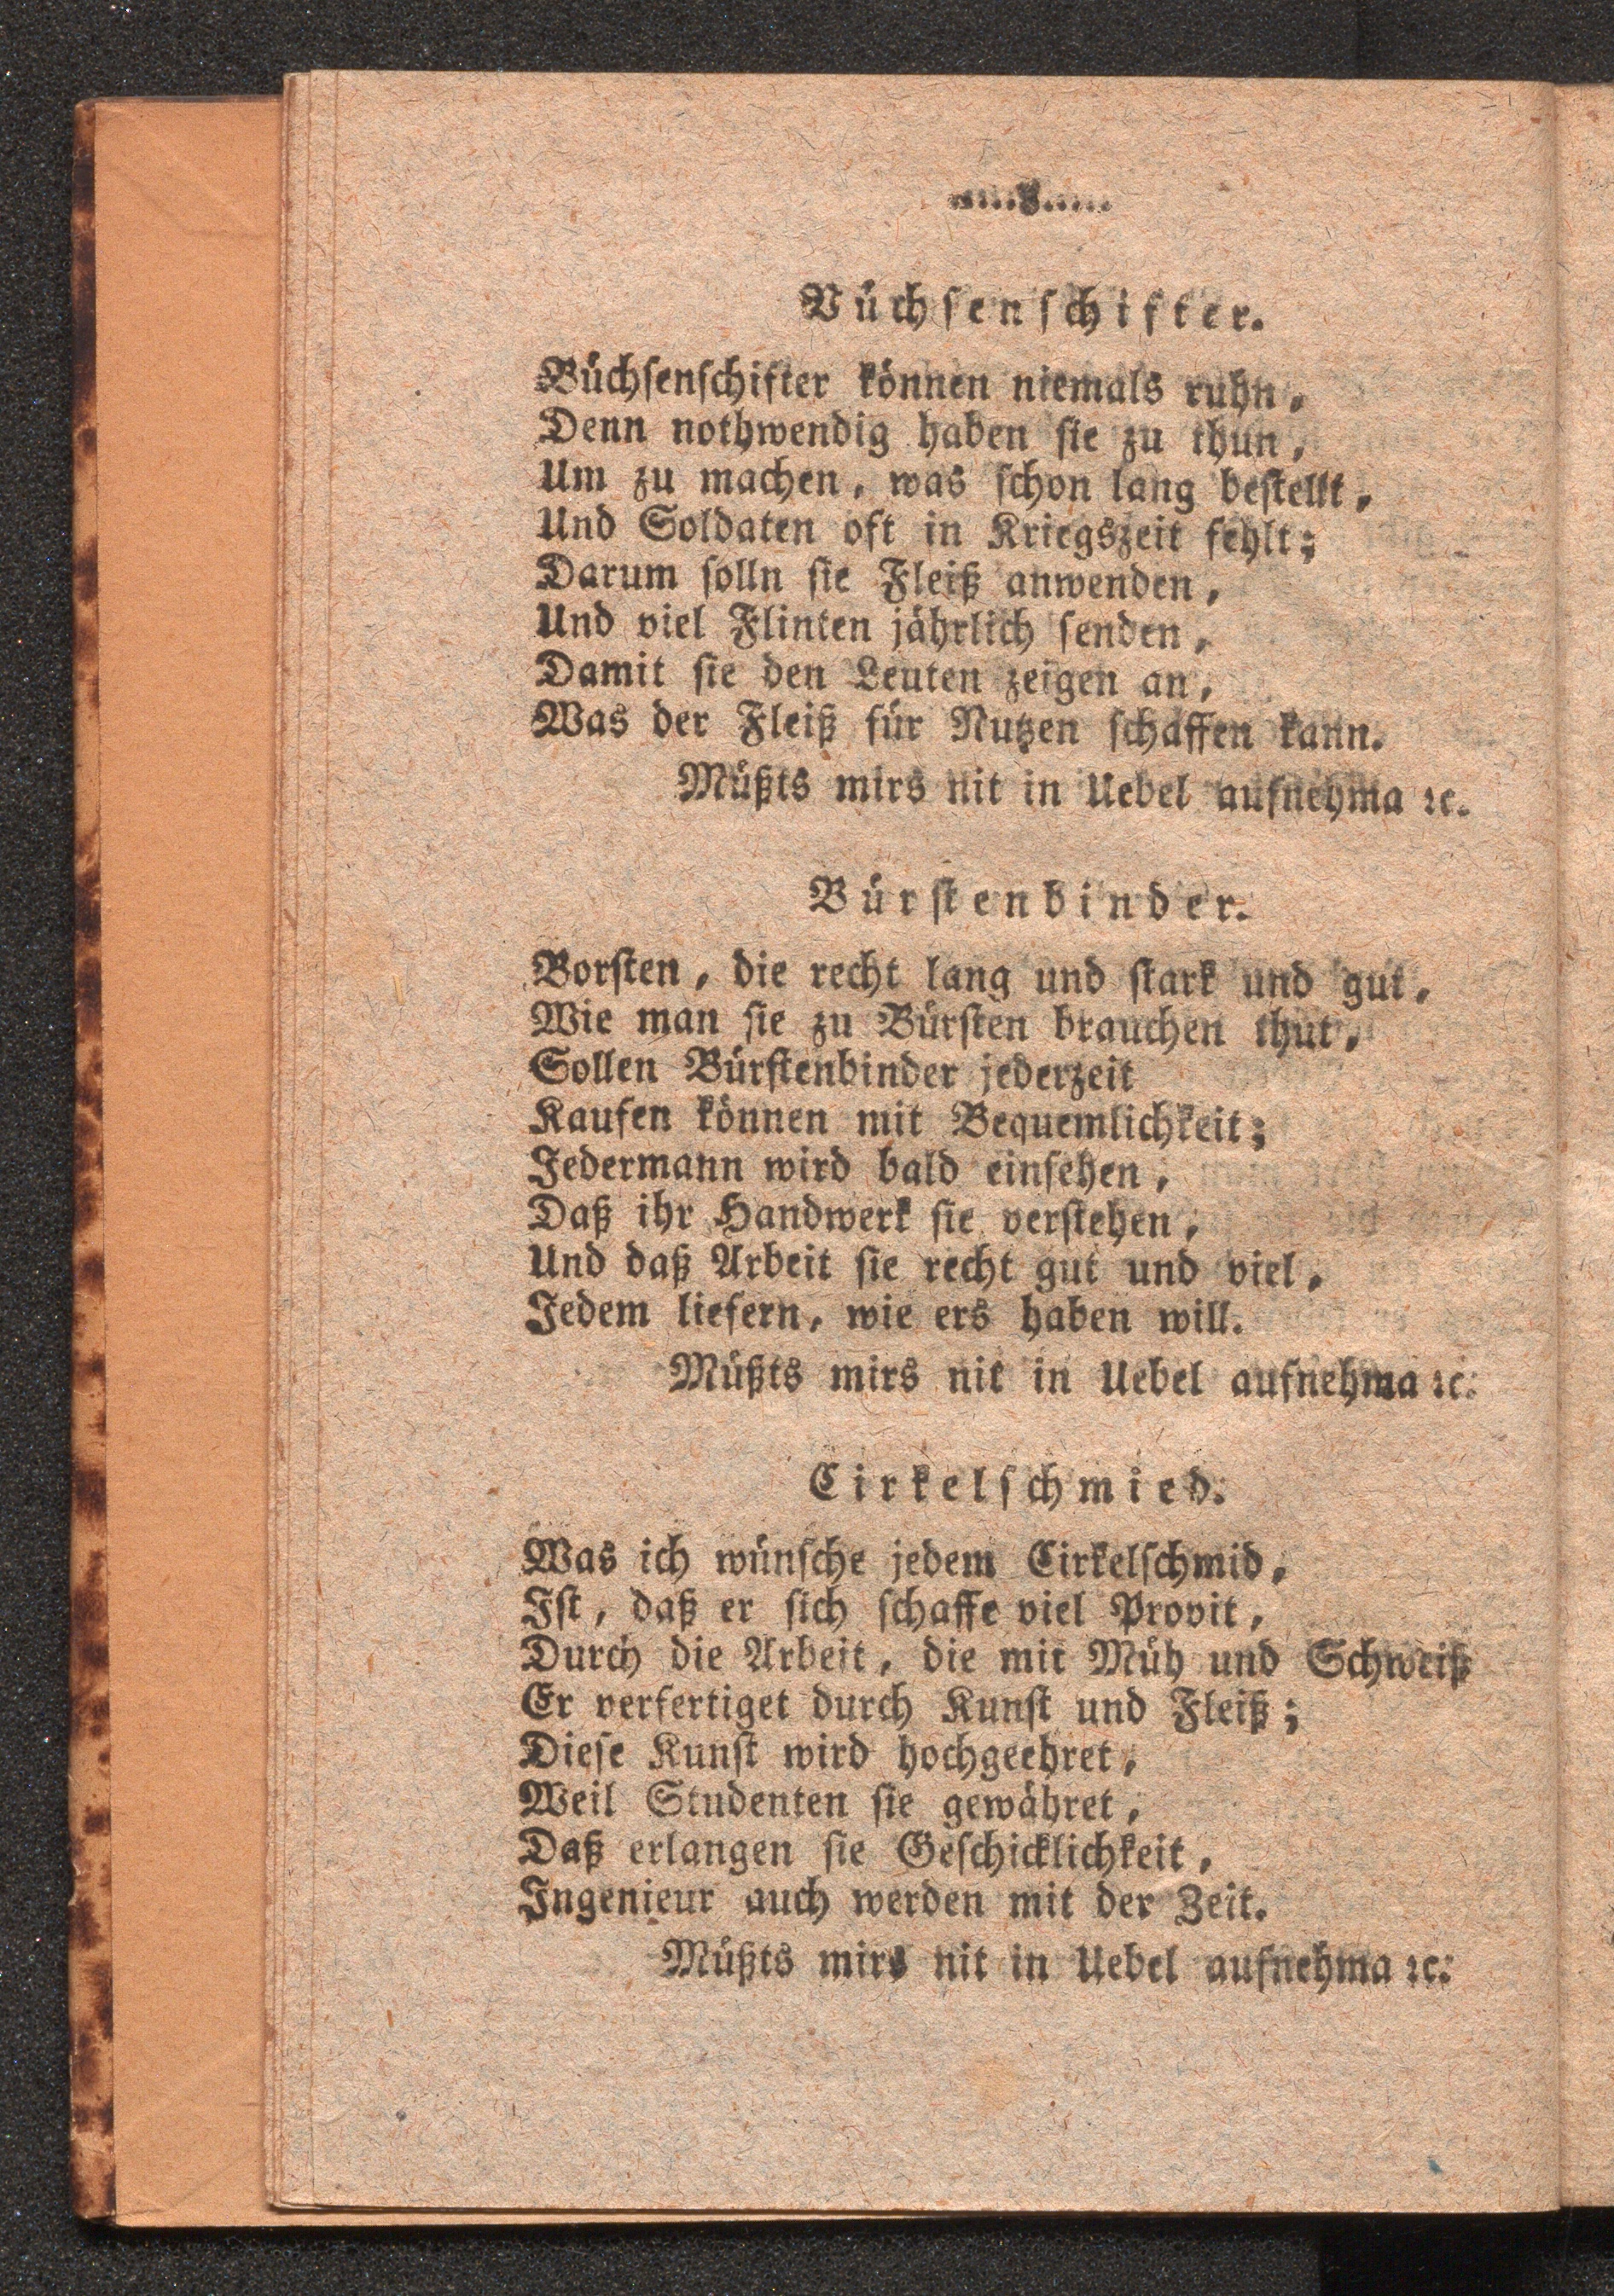 .....8.....
Büchsenschifter.
Büchsenschifter können niemals ruhn,
Denn nothwendig haben sie zu thun,
Um zu machen, was schon lang bestellt,
Und Soldaten oft in Kriegszeit fehlt;
Darum solln sie Fleiß anwenden,
Und viel Flinten jährlich senden,
Damit sie den Leuten zeigen an,
Was der Fleiß für Nutzen schaffen kann.
Müßts mirs nit in Uebel aufnehma ꝛc.
Bürstenbinder.
Borsten, die recht lang und stark und gut,
Wie man sie zu Bürsten brauchen thut,
Sollen Bürstenbinder jederzeit
Kaufen können mit Bequemlichkeit;
Jedermann wird bald einsehen,
Daß ihr Handwerk sie verstehen,
Und daß Arbeit sie recht gut und viel,
Jedem liefern, wie ers haben will.
Müßts mirs nit in Uebel aufnehma ꝛc.
Cirkelschmied.
Was ich wünsche jedem Cirkelschmid,
Ist, daß er sich schaffe viel Provit,
Durch die Arbeit, die mit Müh und Schweiß
Er verfertiget durch Kunst und Fleiß;
Diese Kunst wird hochgeehret,
Weil Studenten sie gewähret,
Daß erlangen sie Geschicklichkeit,
Ingenieur auch werden mit der Zeit.
Müßts mirs nit in Uebel aufnehma ꝛc.